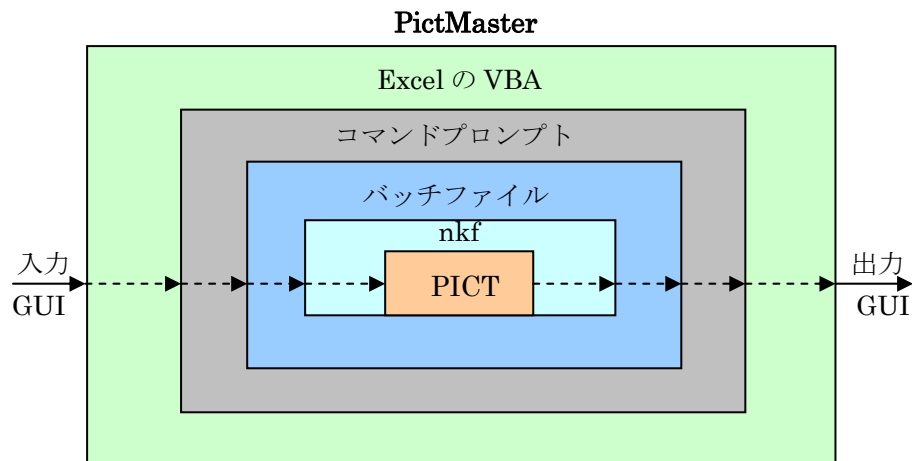 PictMaster
Excel の VBA
コマンドプロンプト
バッチファイル
nkf
PICT
入力
GUI
出力
GUI